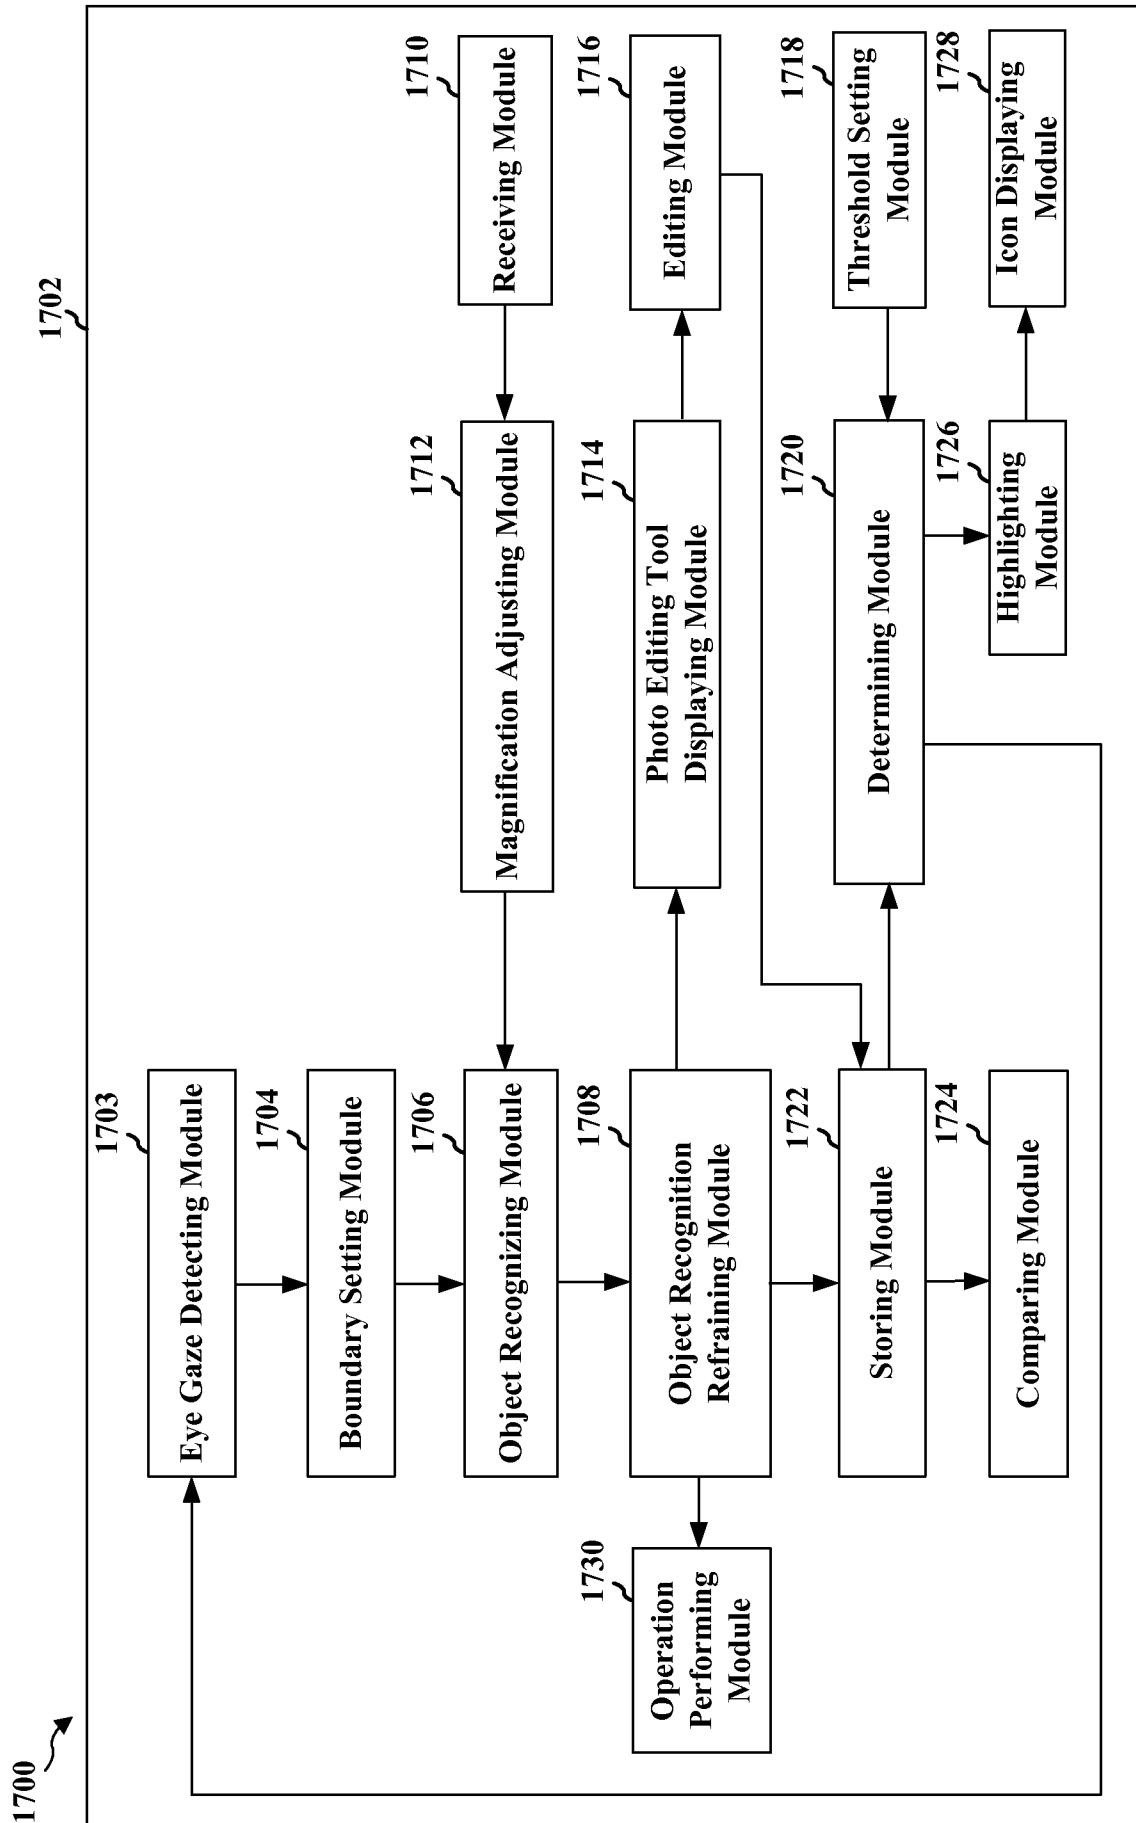 1700
1702
1703
Eye Gaze Detecting Module
1704
Boundary Setting Module
1710
Receiving Module
1712
Magnification Adjusting Module
1706
Object Recognizing Module
1716
Editing Module
1714
Photo Editing Tool
Displaying Module
1708
Object Recognition
Refraining Module
1730
Operation
Performing
Module
1718
Threshold Setting
Module
1720
Determining Module
1722
Storing Module
1728
Icon Displaying
Module
1726
Highlighting
Module
1724
Comparing Module